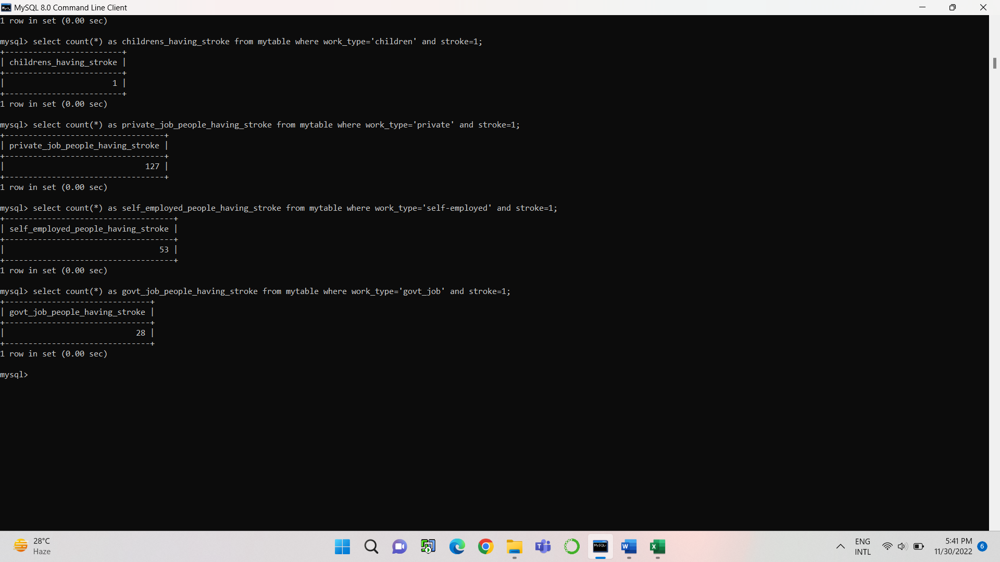 MySQL 8.0 Command Line Client
1 row in set (0.00 sec)
mysql> select count(*) as childrens_having_stroke from mytable where work_type='children' and stroke=1;
+-------------------------+
| childrens_having_stroke |
+-------------------------+
|                       1 |
+-------------------------+
1 row in set (0.00 sec)
mysql> select count(*) as private_job_people_having_stroke from mytable where work_type='private' and stroke=1;
+----------------------------------+
| private_job_people_having_stroke |
+----------------------------------+
|                              127 |
+----------------------------------+
1 row in set (0.00 sec)
mysql> select count(*) as self_employed_people_having_stroke from mytable where work_type='self-employed' and stroke=1;
+------------------------------------+
| self_employed_people_having_stroke |
+------------------------------------+
|                                 53 |
+------------------------------------+
1 row in set (0.00 sec)
mysql> select count(*) as govt_job_people_having_stroke from mytable where work_type='govt_job' and stroke=1;
+-------------------------------+
| govt_job_people_having_stroke |
+-------------------------------+
|                            28 |
+-------------------------------+
1 row in set (0.00 sec)
mysql>
28°C
Haze
ENG
INTL
5:41 PM
11/30/2022
6